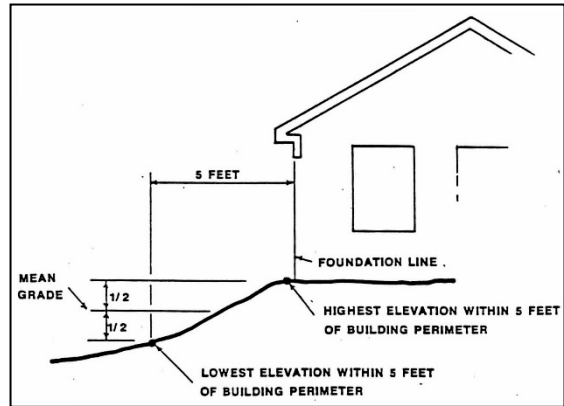 5 FEET
FOUNDATION LINE.
MEAN
GRADE
1/2
1/2
HIGHEST ELEVATION WITHIN 5 FEET
OF BUILDING PERIMETER
LOWEST ELEVATION WITHIN 5 FEET
OF BUILDING PERIMETER